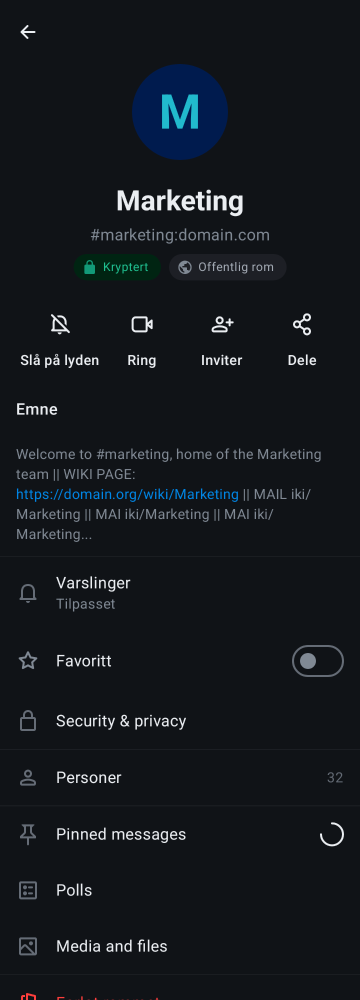 M
Marketing
#marketing:domain.com
Kryptert
Offentlig rom
Slå på lyden
Ring
Inviter
Dele
Emne
Welcome to #marketing, home of the Marketing
team || WIKI PAGE:
https://domain.org/wiki/Marketing || MAIL iki/
Marketing || MAI iki/Marketing || MAI iki/
Marketing...
Varslinger
Tilpasset
Favoritt
Security & privacy
Personer
32
Pinned messages
Polls
Media and files